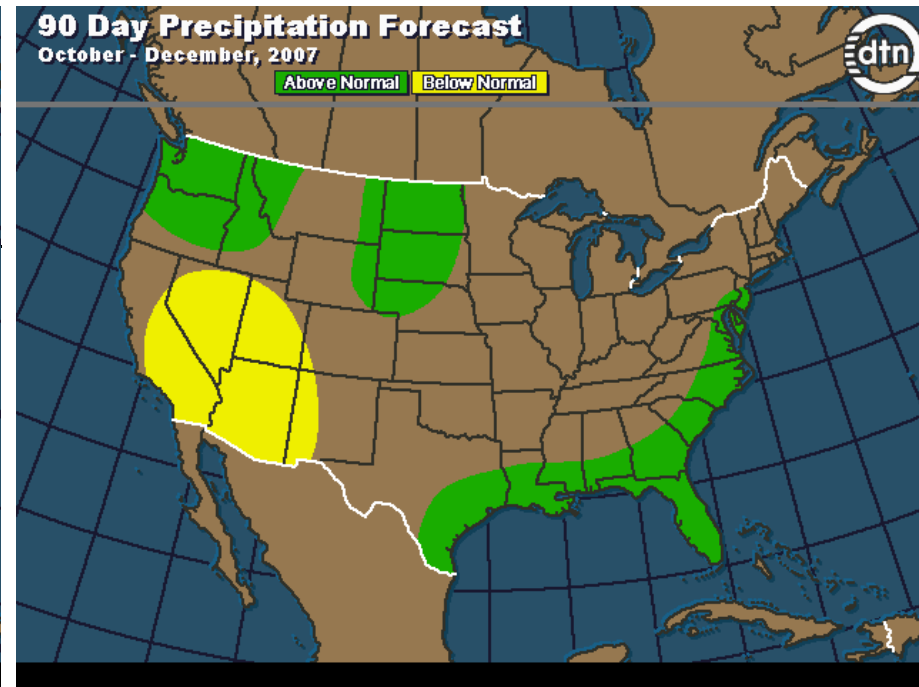 90 Day Precipitation Forecast
October - December, 2007
Above Normal Below Normal
dtn